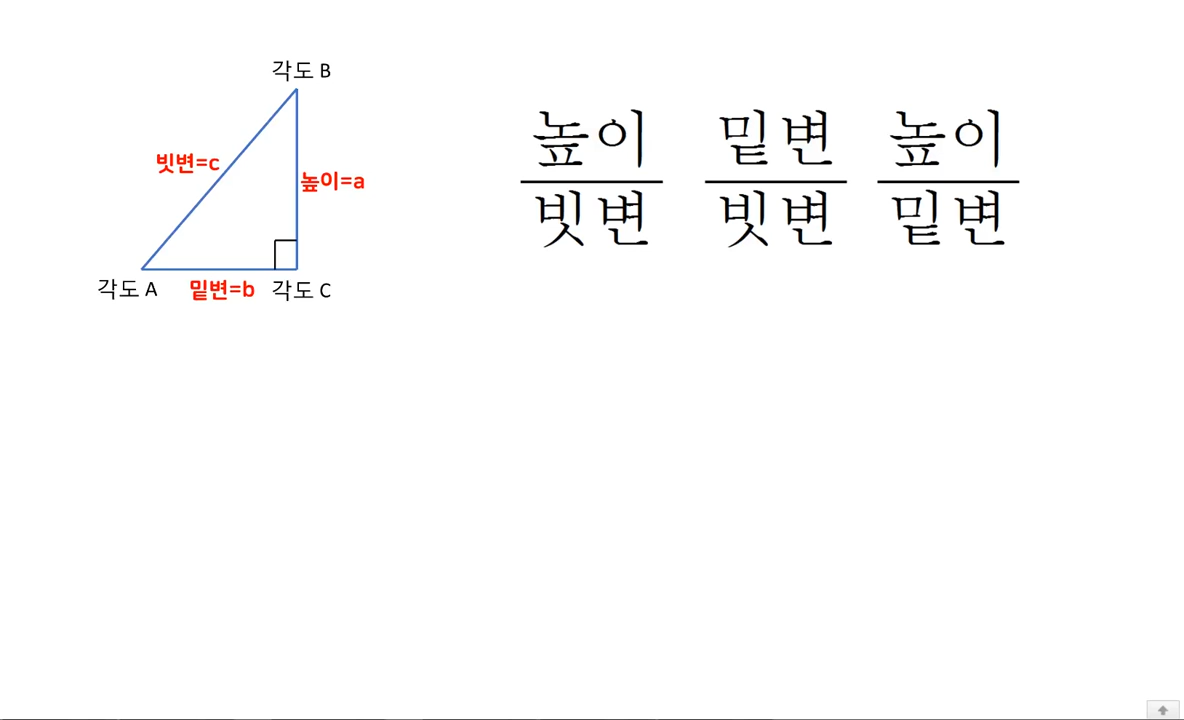 각도 B
빗변=c
높이=a
각도 A
밑변=b
각도 C
높이 밑변 높이
빗변 빗변 밑변